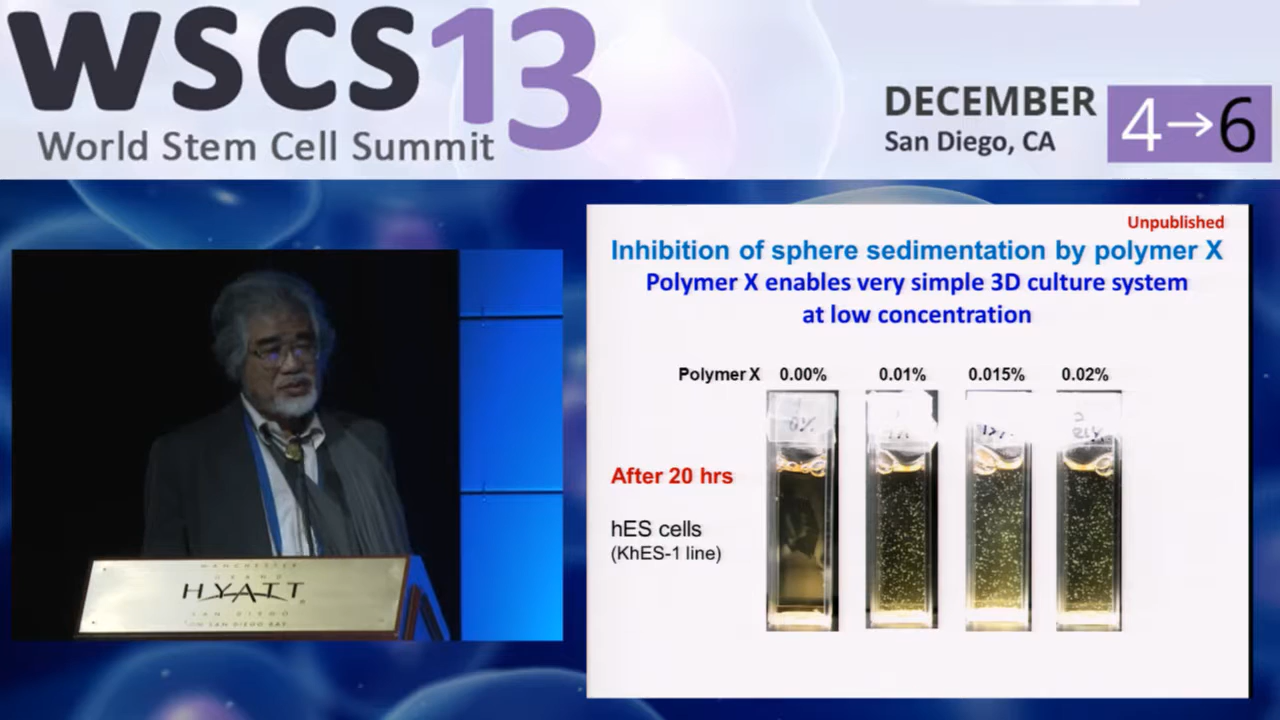 WSCS13
World Stem Cell Summit
DECEMBER
San Diego, CA
4→6
Unpublished
Inhibition of sphere sedimentation by polymer X
Polymer X enables very simple 3D culture system
at low concentration
Polymer X 0.00% 0.01% 0.015% 0.02%
After 20 hrs
hES cells
(KhES-1 line)
MANCHESTER
GRAND
HYATT
SAN DIEGO